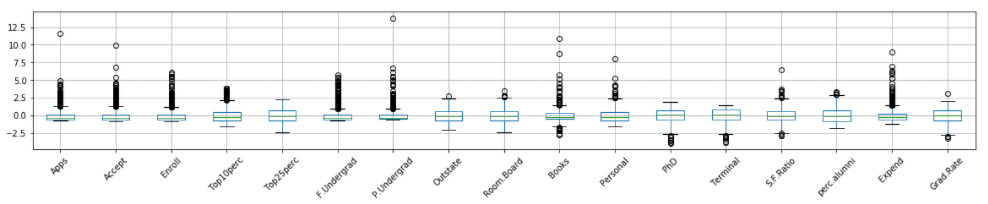 12.5
10.0
7.5
5.0
2.5
0.0
−2.5
Apps
Accept
Enroll
Top10perc
Top25perc
F.Undergrad
P.Undergrad
Outstate
Room.Board
Books
Personal
PhD
Terminal
S.F.Ratio
perc.alumni
Expend
Grad.Rate